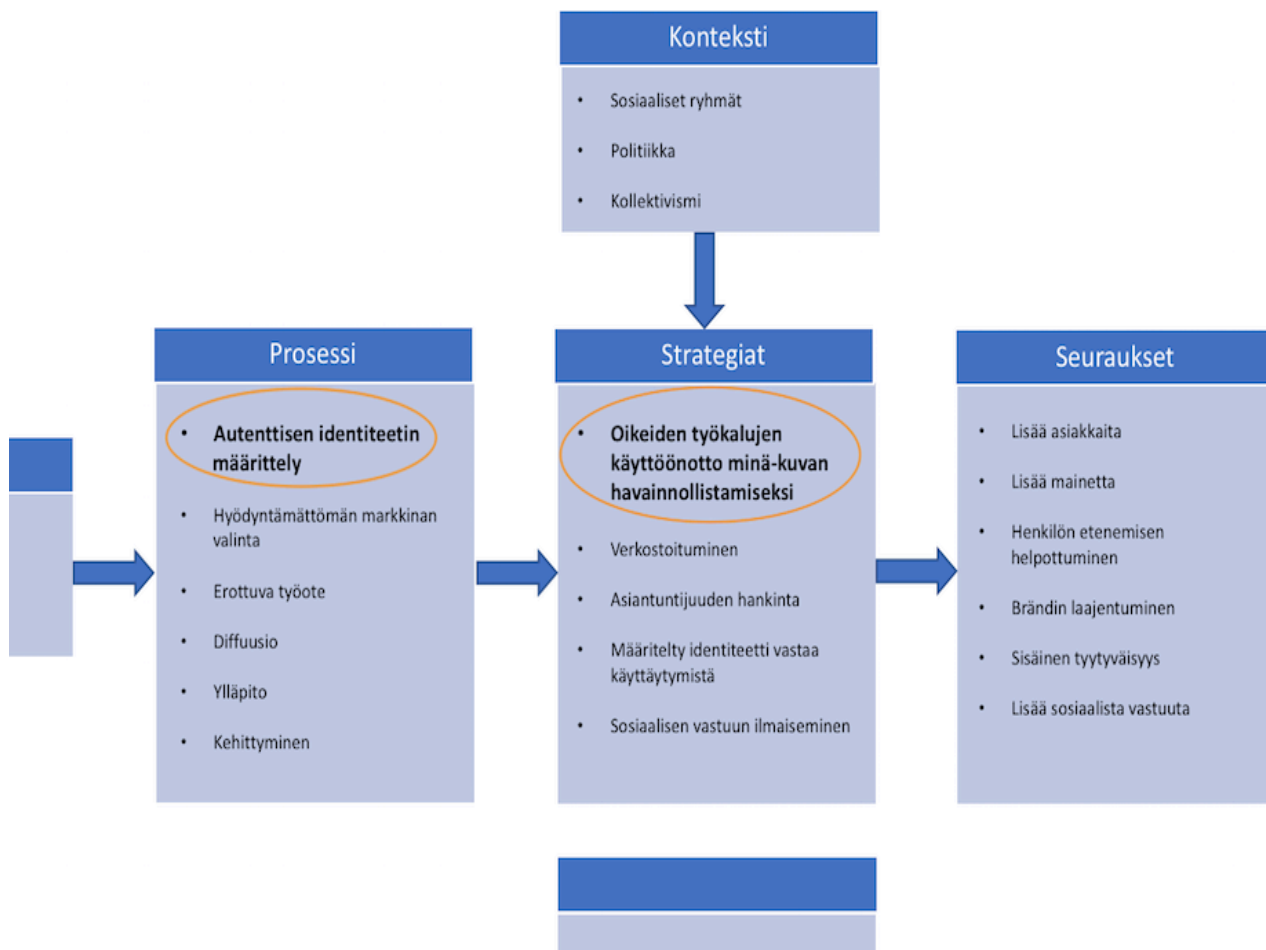 Konteksti
• Sosiaaliset ryhmät
• Politiikka
• Kollektivismi
Prosessi
• Autenttisen identiteetin
määrittely
• Hyödyntämättömän markkinan
valinta
• Erottuva työote
• Diffuusio
• Ylläpito
• Kehittyminen
Strategiat
• Oikeiden työkalujen
käyttöönotto minä-kuvan
havainnollistamiseksi
• Verkostoituminen
• Asiantuntijuuden hankinta
• Määritelty identiteetti vastaa
käyttäytymistä
• Sosiaalisen vastuun ilmaiseminen
Seuraukset
• Lisää asiakkaita
• Lisää mainetta
• Henkilön etenemisen
helpottuminen
• Brändin laajentuminen
• Sisäinen tyytyväisyys
• Lisää sosiaalista vastuuta